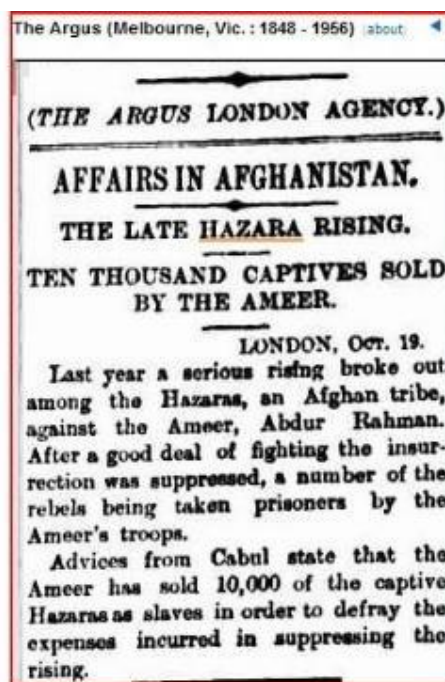 The Argus (Melbourne, Vic. : 1848 - 1956) (about)
(THE ARGUS LONDON AGENCY.)
AFFAIRS IN AFGHANISTAN.
THE LATE HAZARA RISING.
TEN THOUSAND CAPTIVES SOLD
BY THE AMEER.
LONDON, OCT. 19.
Last year a serious rising broke out
among the Hazaras, an Afghan tribe,
against the Ameer, Abdur Rahman.
After a good deal of fighting the insur-
rection was suppressed, a number of the
rebels being taken prisoners by the
Ameer's troops.
Advices from Cabul state that the
Ameer has sold 10,000 of the captive
Hazaras as slaves in order to defray the
expenses incurred in suppressing the
rising.